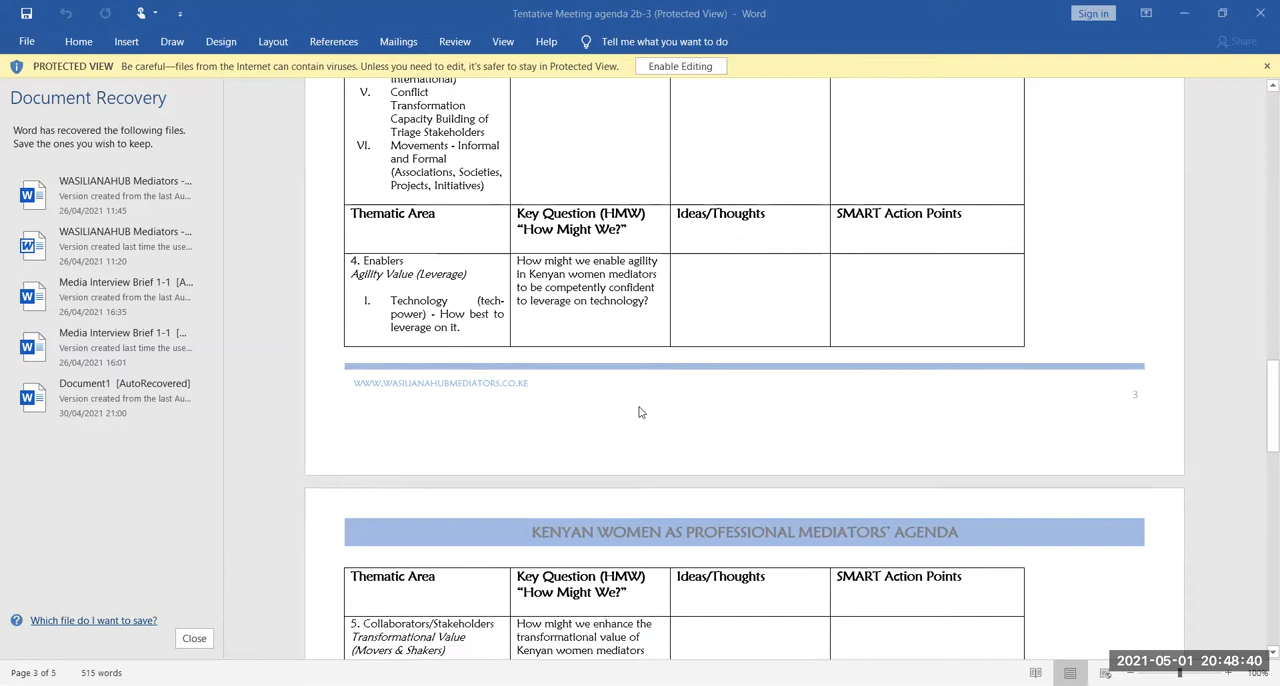 Tentative Meeting agenda 2b-3 (Protected View) - Word
Sign in
File Home Insert Draw Design Layout References Mailings Review View Help Tell me what you want to do Share
PROTECTED VIEW Be careful—files from the Internet can contain viruses. Unless you need to edit, it's safer to stay in Protected View. Enable Editing
Document Recovery
Word has recovered the following files.
Save the ones you wish to keep.
WASILIANAHUB Mediators -...
Version created from the last Au...
26/04/2021 11:45
WASILIANAHUB Mediators -...
Version created last time the use...
26/04/2021 11:20
Media Interview Brief 1-1 [A...
Version created from the last Au...
26/04/2021 16:35
Media Interview Brief 1-1 [...
Version created last time the use...
26/04/2021 16:01
Document1 [AutoRecovered]
Version created from the last Au...
30/04/2021 21:00
Which file do I want to save?
Close
International)
V. Conflict
Transformation
Capacity Building of
Triage Stakeholders
VI. Movements - Informal
and Formal
(Associations, Societies,
Projects, Initiatives)
Thematic Area
Key Question (HMW)
“How Might We?”
Ideas/Thoughts
SMART Action Points
4. Enablers
Agility Value (Leverage)
I. Technology (tech-
power) - How best to
leverage on it.
How might we enable agility
in Kenyan women mediators
to be competently confident
to leverage on technology?
WWW.WASILIANAHUBMEDIATORS.CO.KE
3
KENYAN WOMEN AS PROFESSIONAL MEDIATORS’ AGENDA
Thematic Area
Key Question (HMW)
“How Might We?”
Ideas/Thoughts
SMART Action Points
5. Collaborators/Stakeholders
Transformational Value
(Movers & Shakers)
How might we enhance the
transformational value of
Kenyan women mediators
Page 3 of 5 515 words
2021-05-01 20:48:40
100%